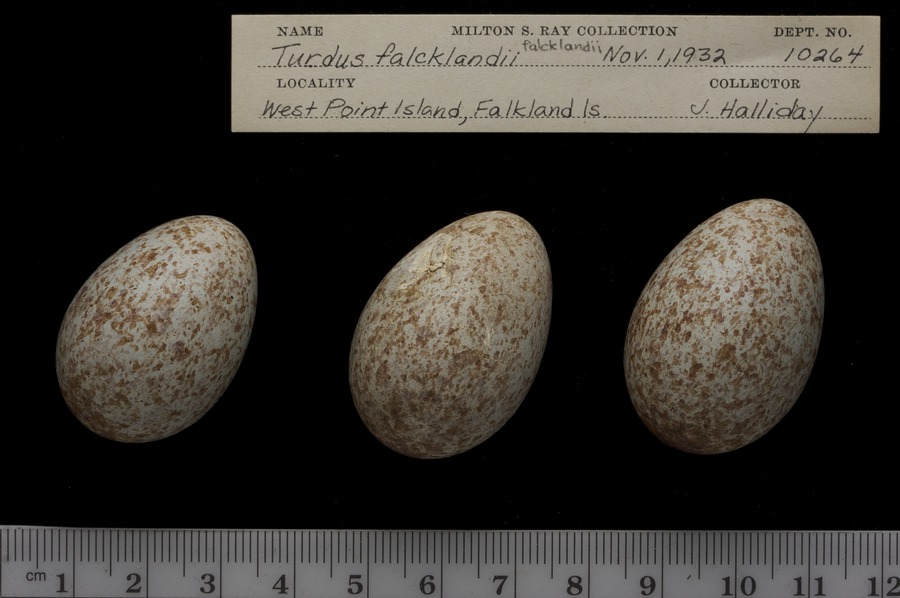 NAME MILTON S. RAY COLLECTION DEPT. NO.
Turdus falcklandii falcklandii Nov. 1, 1932 10264
LOCALITY COLLECTOR
West Point Island, Falkland Is. J. Halliday
cm 1 2 3 4 5 6 7 8 9 10 11 12